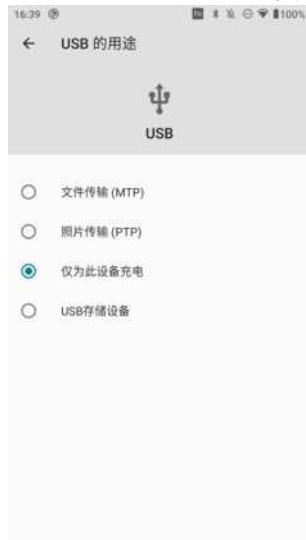 16:39
100%
USB 的用途
USB
文件传输 (MTP)
照片传输 (PTP)
仅为此设备充电
USB存储设备